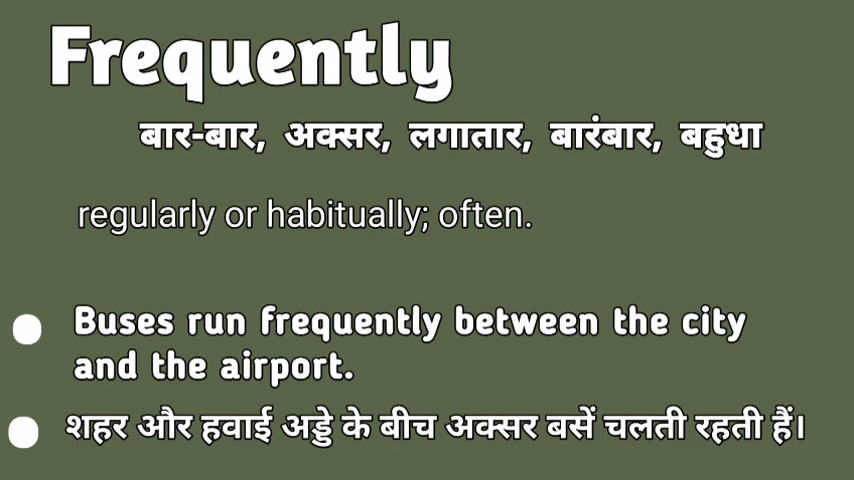 Frequently
बार-बार, अक्सर, लगातार, बारंबार, बहुधा
regularly or habitually; often.
Buses run frequently between the city
and the airport.
शहर और हवाई अड्डे के बीच अक्सर बसें चलती रहती हैं।